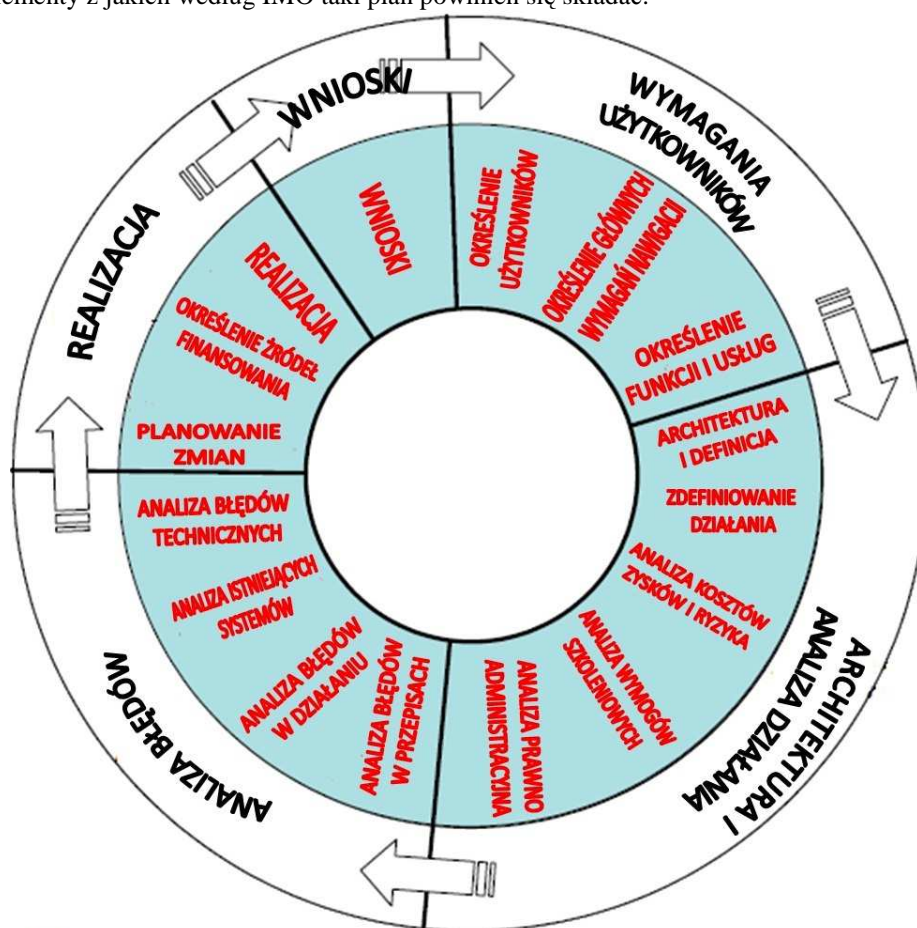 ementy z jakich według IMO taki plan powinien się składać.
WNIOSKI
WYMAGANIA
UŻYTKOWNIKÓW
REALIZACJA
WNIOSKI
OKREŚLENIE
UŻYTKOWNIKÓW
OKREŚLENIE GŁÓWNYCH
WYMAGAŃ NAWIGACJI
OKREŚLENIE
FUNKCJI I USŁUG
REALIZACJA
OKREŚLENIE ŹRÓDEŁ
FINANSOWANIA
PLANOWANIE
ZMIAN
ARCHITEKTURA
I DEFINICJA
ZDEFINIOWANIE
DZIAŁANIA
ANALIZA KOSZTÓW
ZYSKÓW I RYZYKA
ANALIZA WYMOGÓW
SZKOLENIOWYCH
ANALIZA PRAWNO
ADMINISTRACYJNA
ANALIZA BŁĘDÓW
W PRZEPISACH
ANALIZA BŁĘDÓW
W DZIAŁANIU
ANALIZA ISTNIEJĄCYCH
SYSTEMÓW
ANALIZA BŁĘDÓW
TECHNICZNYCH
ARCHITEKTURA I
ANALIZA DZIAŁANIA
ANALIZA BŁĘDÓW